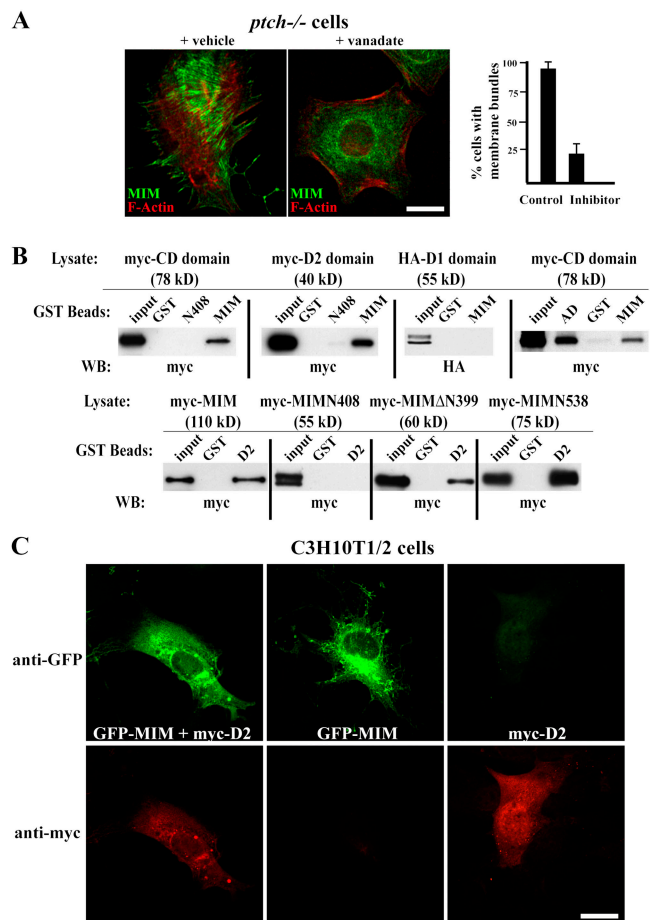 A
ptch-/- cells
+ vehicle
+ vanadate
MIM
F-Actin
MIM
F-Actin
% cells with
membrane bundles
100
75
50
25
Control Inhibitor
B
Lysate: myc-CD domain myc-D2 domain HA-D1 domain myc-CD domain
(78 kD) (40 kD) (55 kD) (78 kD)
GST Beads: input GST N408 MIM input GST N408 MIM input GST MIM input AD GST MIM
WB: myc myc HA myc
Lysate: myc-MIM myc-MIMN408 myc-MIMΔN399 myc-MIMN538
(110 kD) (55 kD) (60 kD) (75 kD)
GST Beads: input GST D2 input GST D2 input GST D2 input GST D2
WB: myc myc myc myc
C
C3H10T1/2 cells
anti-GFP
GFP-MIM + myc-D2 GFP-MIM myc-D2
anti-myc